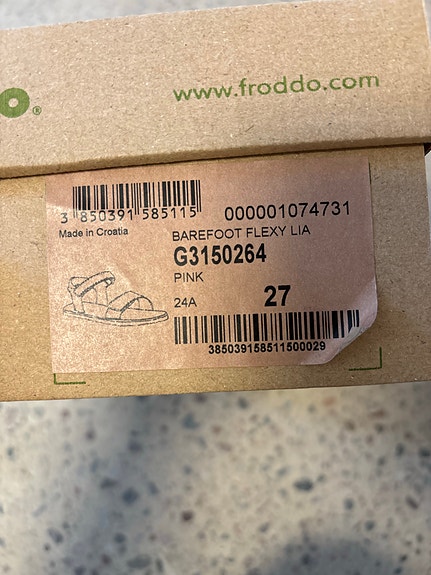 o®
www.froddo.com
3 850391 585115
000001074731
Made in Croatia
BAREFOOT FLEXY LIA
G3150264
PINK
24A
27
385039158511500029